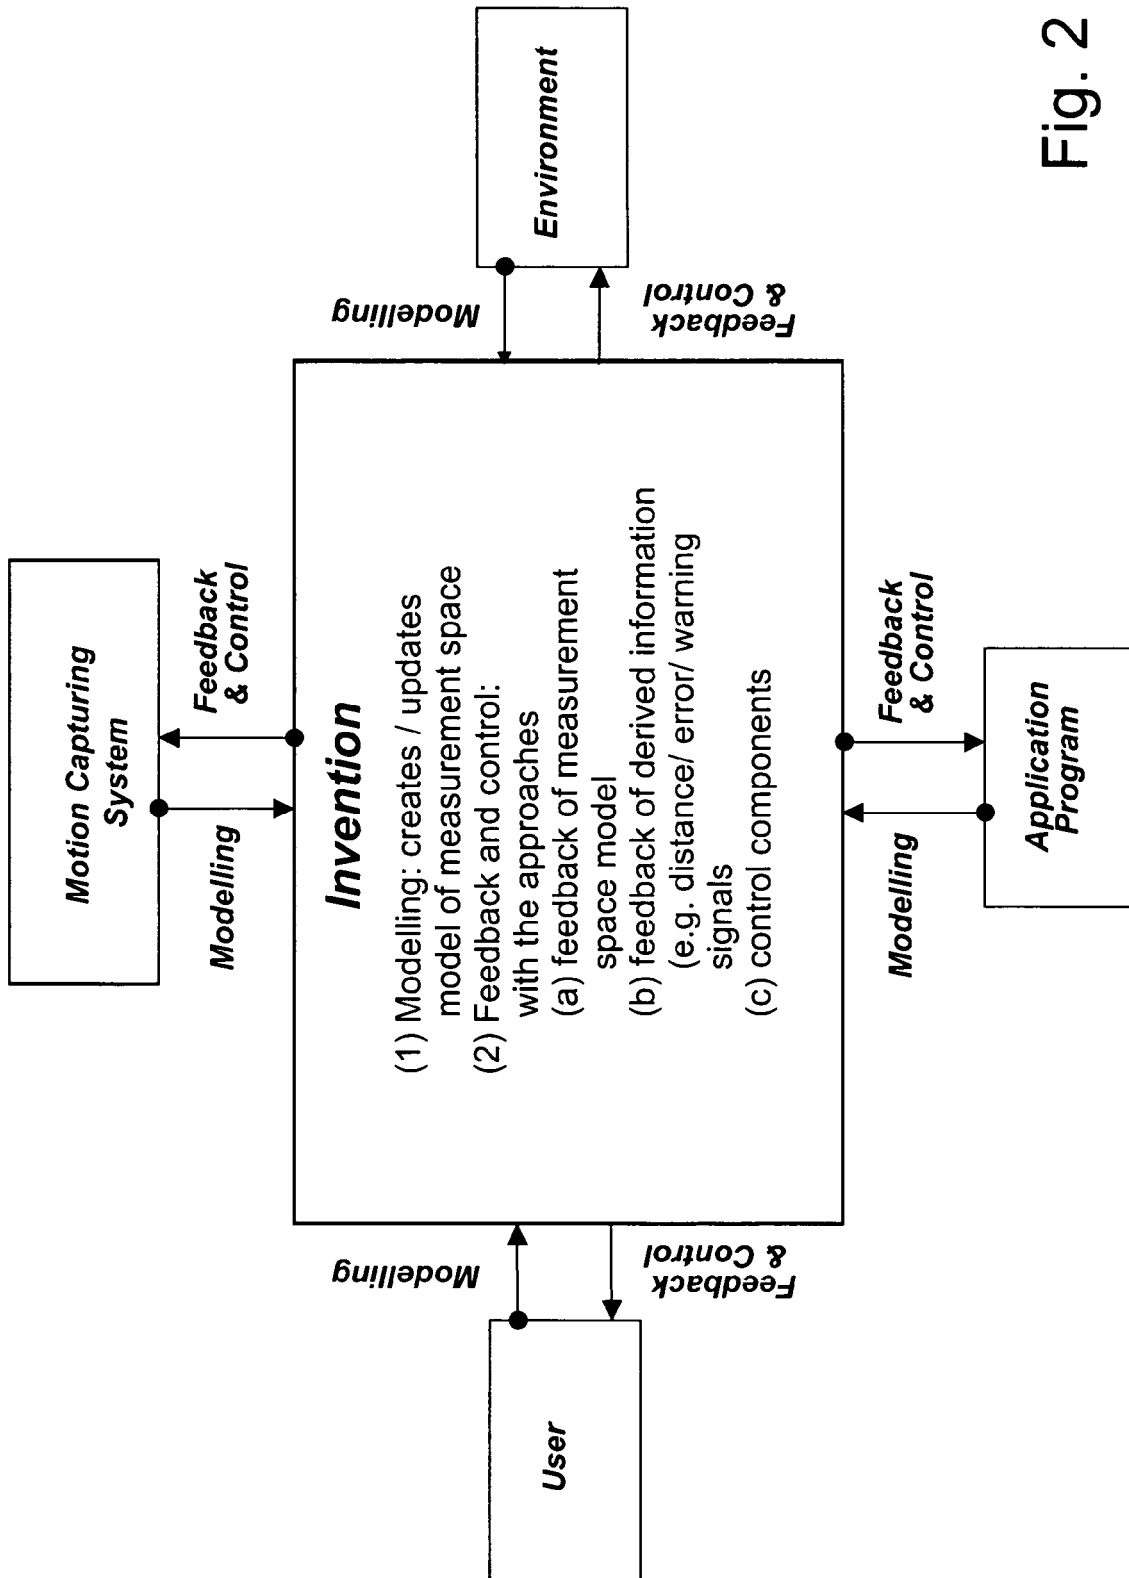 Motion Capturing
System
Modelling
Feedback
& Control
User
Modelling
Feedback
& Control
Invention
(1) Modelling: creates / updates
model of measurement space
(2) Feedback and control:
with the approaches
(a) feedback of measurement
space model
(b) feedback of derived information
(e.g. distance/ error/ warning
signals
(c) control components
Modelling
Feedback
& Control
Environment
Modelling
Feedback
& Control
Application
Program
Fig. 2